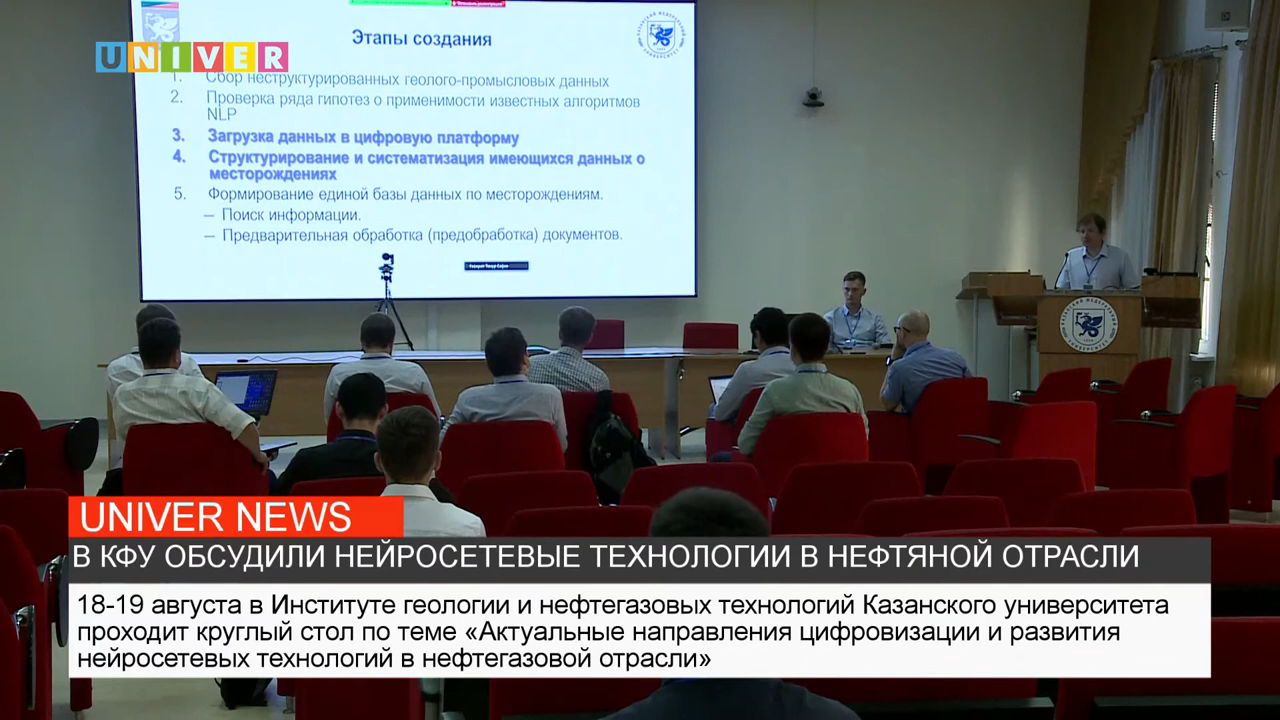 UNIVER
Этапы создания
1. Сбор неструктурированных геолого-промысловых данных
2. Проверка ряда гипотез о применимости известных алгоритмов
NLP
3. Загрузка данных в цифровую платформу
4. Структурирование и систематизация имеющихся данных о
месторождениях
5. Формирование единой базы данных по месторождениям.
– Поиск информации.
– Предварительная обработка (предобработка) документов.
UNIVER NEWS
В КФУ ОБСУДИЛИ НЕЙРОСЕТЕВЫЕ ТЕХНОЛОГИИ В НЕФТЯНОЙ ОТРАСЛИ
18-19 августа в Институте геологии и нефтегазовых технологий Казанского университета
проходит круглый стол по теме «Актуальные направления цифровизации и развития
нейросетевых технологий в нефтегазовой отрасли»